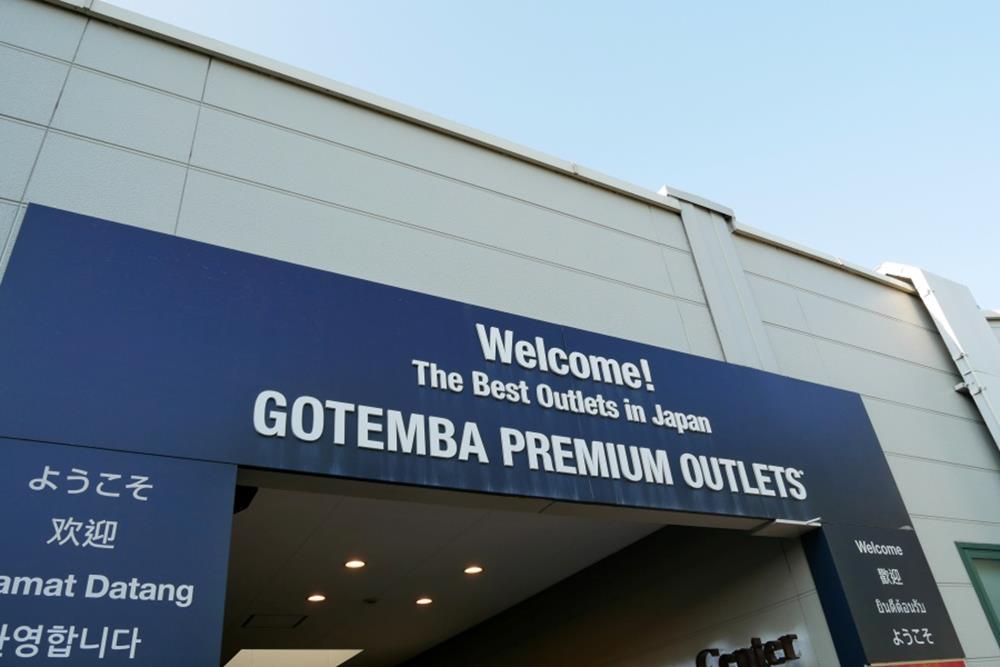 Welcome!
The Best Outlets in Japan
GOTEMBA PREMIUM OUTLETS®
ようこそ
欢迎
amat Datang
환영합니다
Welcome
歡迎
ยินดีต้อนรับ
ようこそ
Center